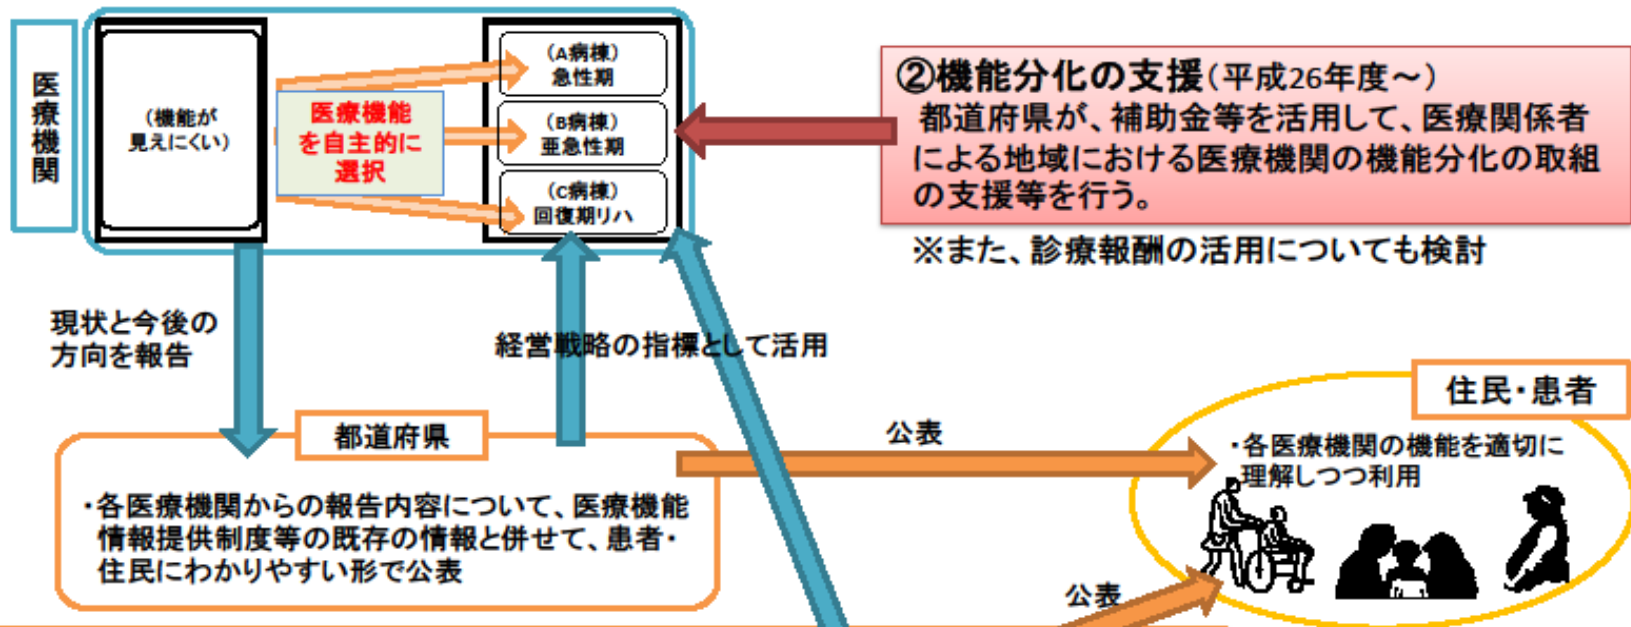 医療機関
(機能が
見えにくい)
医療機能
を自主的に
選択
(A病棟)
急性期
(B病棟)
亜急性期
(C病棟)
回復期リハ
②機能分化の支援(平成26年度～)
都道府県が、補助金等を活用して、医療関係者
による地域における医療機関の機能分化の取組
の支援等を行う。
※また、診療報酬の活用についても検討
現状と今後の
方向を報告
経営戦略の指標として活用
都道府県
・各医療機関からの報告内容について、医療機能
情報提供制度等の既存の情報と併せて、患者・
住民にわかりやすい形で公表
公表
住民・患者
・各医療機関の機能を適切に
理解しつつ利用
公表